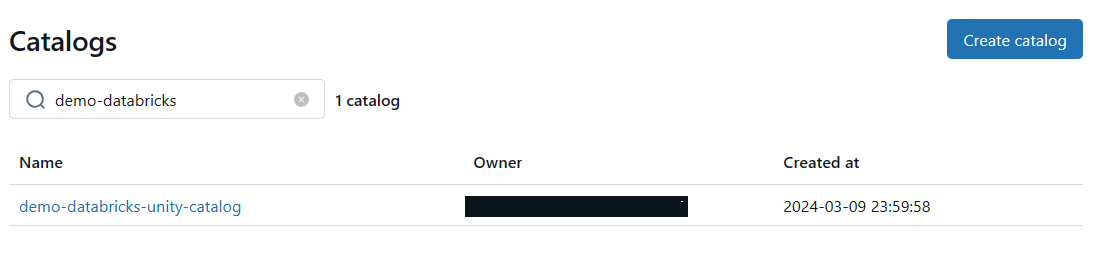 Catalogs
Create catalog
demo-databricks
1 catalog
Name Owner Created at
demo-databricks-unity-catalog 2024-03-09 23:59:58